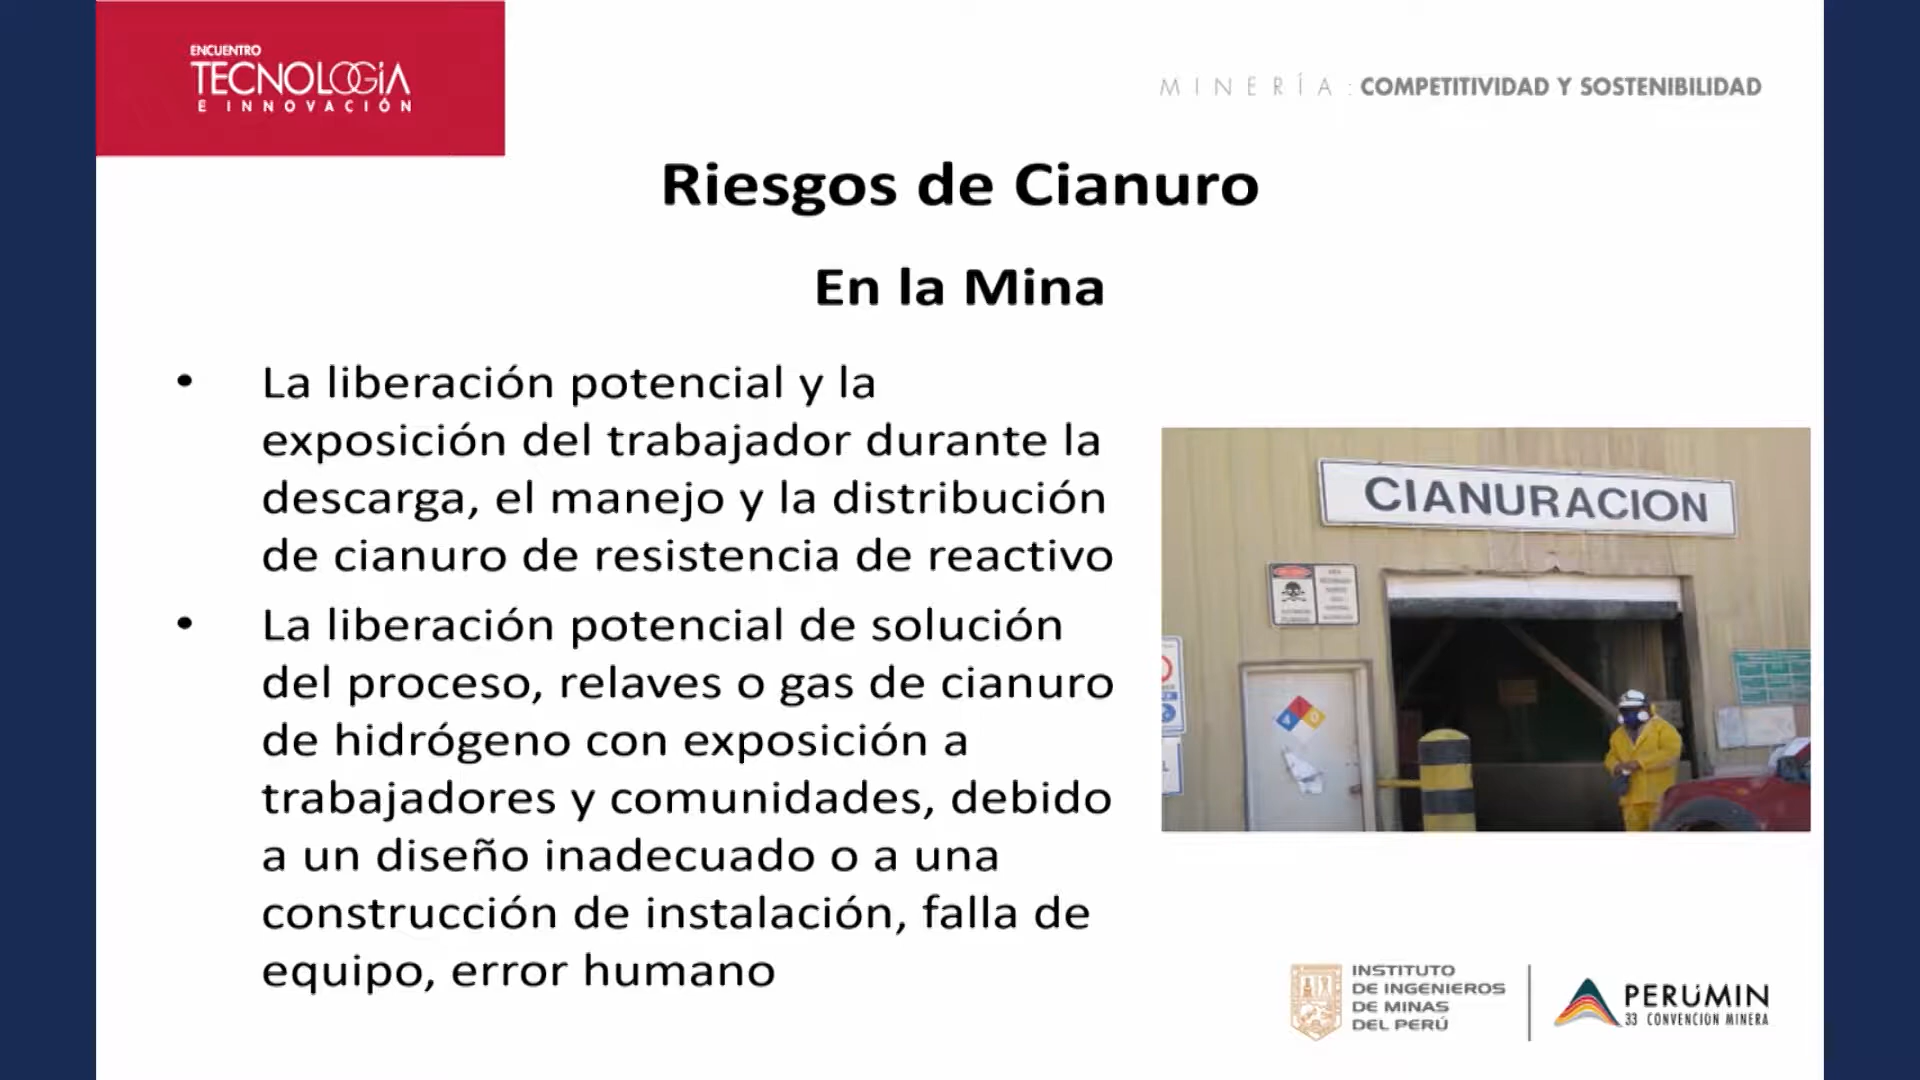 ENCUENTRO
TECNOLOGÍA
E INNOVACIÓN
MINERÍA: COMPETITIVIDAD Y SOSTENIBILIDAD
Riesgos de Cianuro
En la Mina
• La liberación potencial y la
exposición del trabajador durante la
descarga, el manejo y la distribución
de cianuro de resistencia de reactivo
• La liberación potencial de solución
del proceso, relaves o gas de cianuro
de hidrógeno con exposición a
trabajadores y comunidades, debido
a un diseño inadecuado o a una
construcción de instalación, falla de
equipo, error humano
CIANURACION
INSTITUTO
DE INGENIEROS
DE MINAS
DEL PERÚ
PERÚMIN
33 CONVENCIÓN MINERA